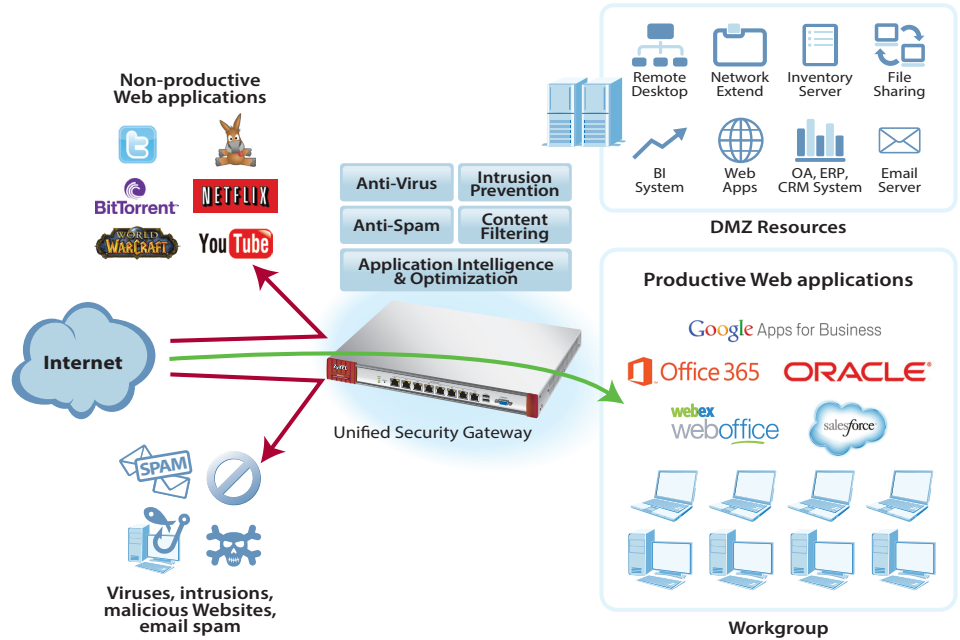 Non-productive
Web applications
BitTorrent
NETFLIX
WORLD
WARCRAFT
You Tube
Internet
SPAM
Viruses, intrusions,
malicious Websites,
email spam
Anti-Virus
Intrusion
Prevention
Anti-Spam
Content
Filtering
Application Intelligence
& Optimization
ZyXEL
Unified Security Gateway
Remote
Desktop
Network
Extend
Inventory
Server
File
Sharing
BI
System
Web
Apps
OA, ERP,
CRM System
Email
Server
DMZ Resources
Productive Web applications
Google Apps for Business
Office 365
ORACLE®
webex
weboffice
salesforce
Workgroup